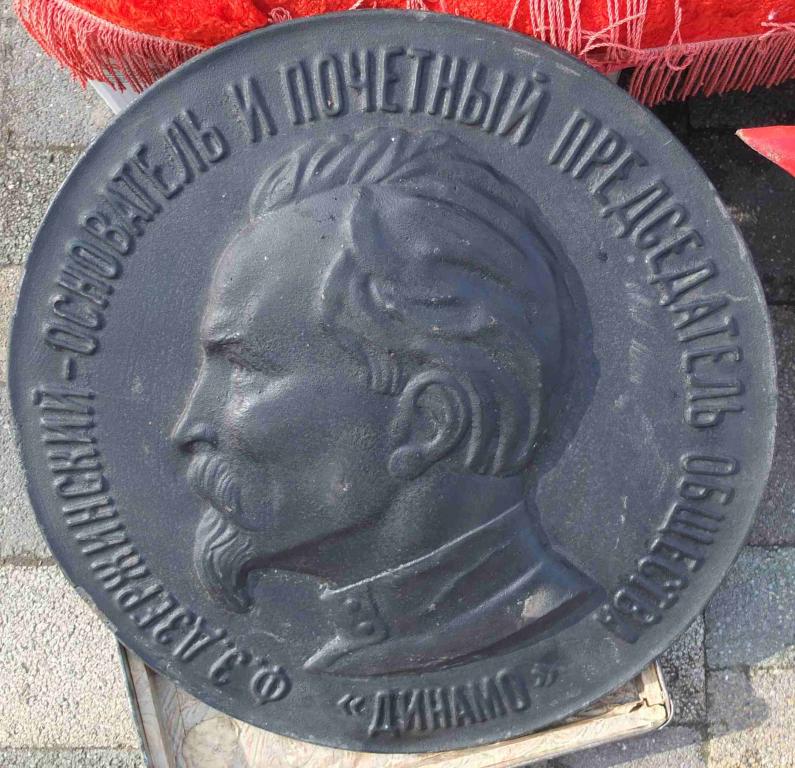 Ф.Э.ДЗЕРЖИНСКИЙ-ОСНОВАТЕЛЬ И ПОЧЕТНЫЙ ПРЕДСЕДАТЕЛЬ ОБЩЕСТВА
«ДИНАМО»